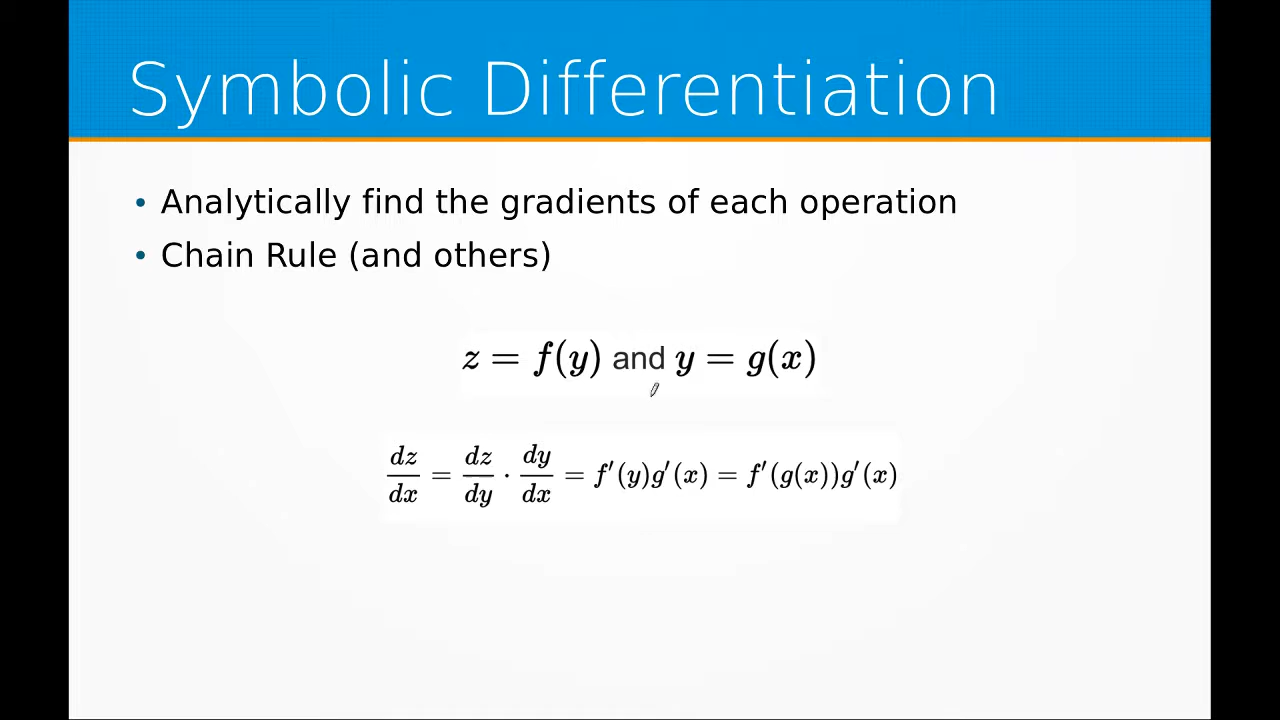 Symbolic Differentiation
• Analytically find the gradients of each operation
• Chain Rule (and others)
z = f(y) and y = g(x)
dz/dx = dz/dy · dy/dx = f′(y)g′(x) = f′(g(x))g′(x)